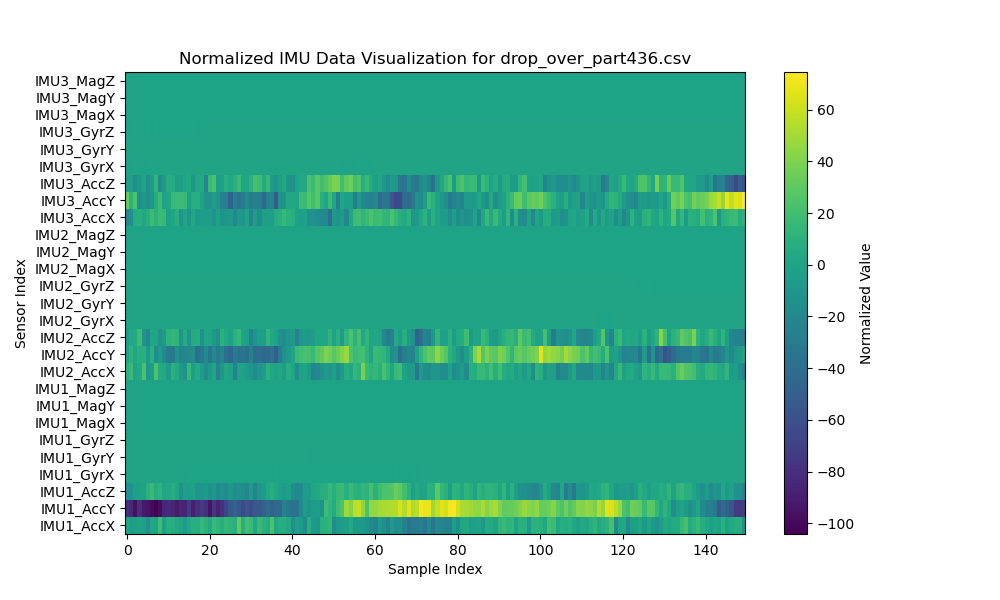 Normalized IMU Data Visualization for drop_over_part436.csv
IMU3_MagZ
IMU3_MagY
IMU3_MagX
IMU3_GyrZ
IMU3_GyrY
IMU3_GyrX
IMU3_AccZ
IMU3_AccY
IMU3_AccX
IMU2_MagZ
IMU2_MagY
IMU2_MagX
IMU2_GyrZ
IMU2_GyrY
IMU2_GyrX
IMU2_AccZ
IMU2_AccY
IMU2_AccX
IMU1_MagZ
IMU1_MagY
IMU1_MagX
IMU1_GyrZ
IMU1_GyrY
IMU1_GyrX
IMU1_AccZ
IMU1_AccY
IMU1_AccX
Sensor Index
0 20 40 60 80 100 120 140
Sample Index
60
40
20
0
−20
−40
−60
−80
−100
Normalized Value